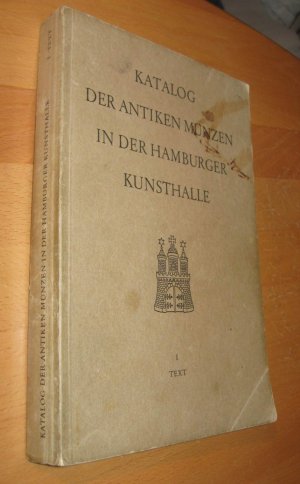 KATALOG
DER ANTIKEN MÜNZEN
IN DER HAMBURGER
KUNSTHALLE
I
TEXT
KATALOG DER ANTIKEN MÜNZEN IN DER HAMBURGER KUNSTHALLE I TEXT